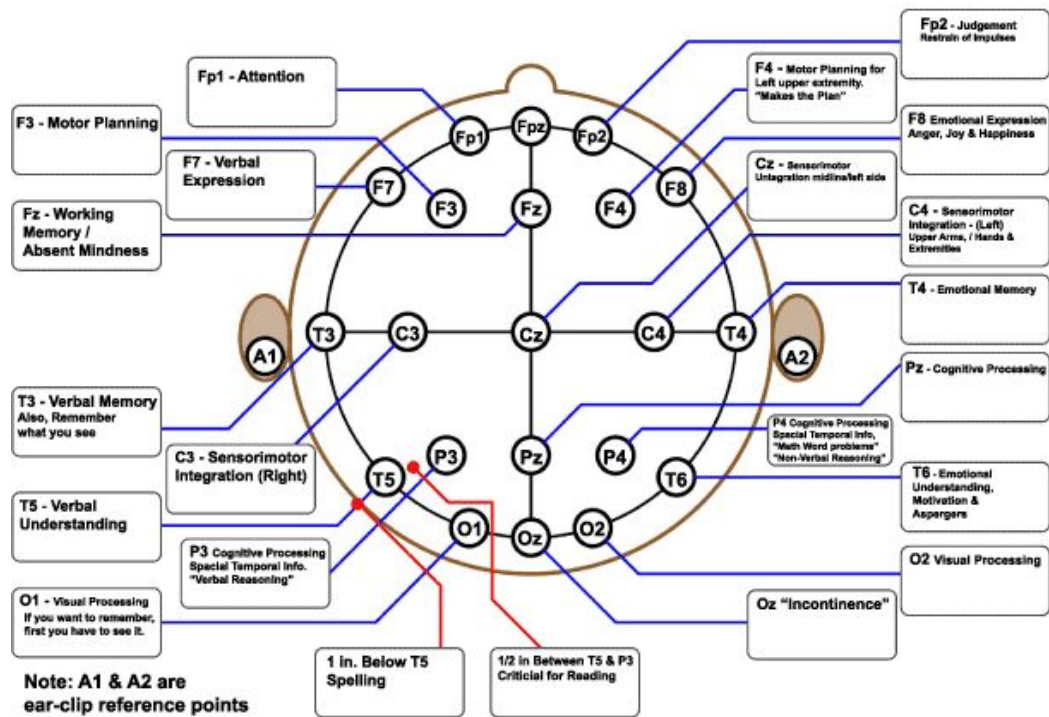 Fp1 - Attention
Fp2 - Judgement
Restrain of Impulses
F3 - Motor Planning
F4 - Motor Planning for
Left upper extremity.
"Makes the Plan"
F7 - Verbal
Expression
F8 Emotional Expression
Anger, Joy & Happiness
Fz - Working
Memory /
Absent Mindness
Cz - Sensorimotor
Untagration midline/left side
C4 - Sensorimotor
Integration - (Left)
Upper Arms, / Hands &
Extremities
T4 - Emotional Memory
Fp1
Fpz
Fp2
F7
F3
Fz
F4
F8
A1
T3
C3
Cz
C4
T4
A2
T5
P3
Pz
P4
T6
O1
Oz
O2
T3 - Verbal Memory
Also, Remember
what you see
Pz - Cognitive Processing
C3 - Sensorimotor
Integration (Right)
P4 Cognitive Processing
Spacial Temporal Info,
"Math Word problems"
"Non-Verbal Reasoning"
T5 - Verbal
Understanding
T6 - Emotional
Understanding,
Motivation &
Aspergers
P3 Cognitive Processing
Spacial Temporal Info.
"Verbal Reasoning"
O2 Visual Processing
O1 - Visual Processing
If you want to remember,
first you have to see it.
Oz "Incontinence"
1 in. Below T5
Spelling
1/2 in Between T5 & P3
Criticial for Reading
Note: A1 & A2 are
ear-clip reference points